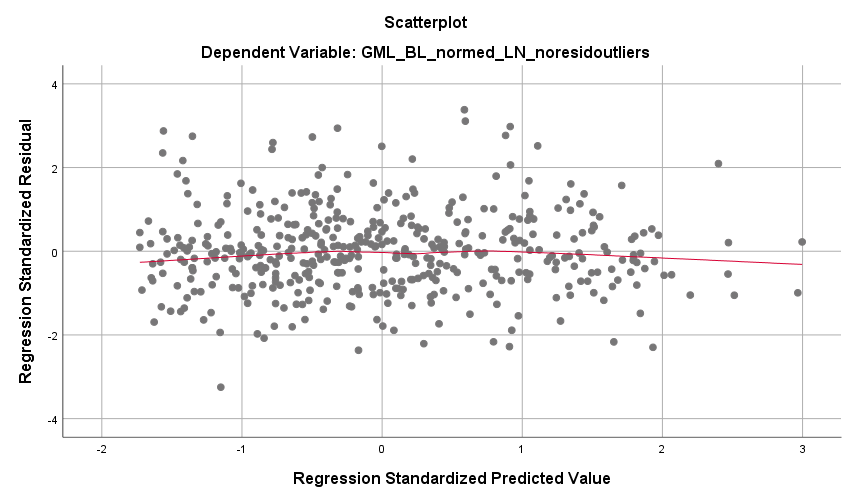 Scatterplot
Dependent Variable: GML_BL_normed_LN_noresidoutliers
Regression Standardized Residual
4
2
0
-2
-4
-2
-1
0
1
2
3
Regression Standardized Predicted Value